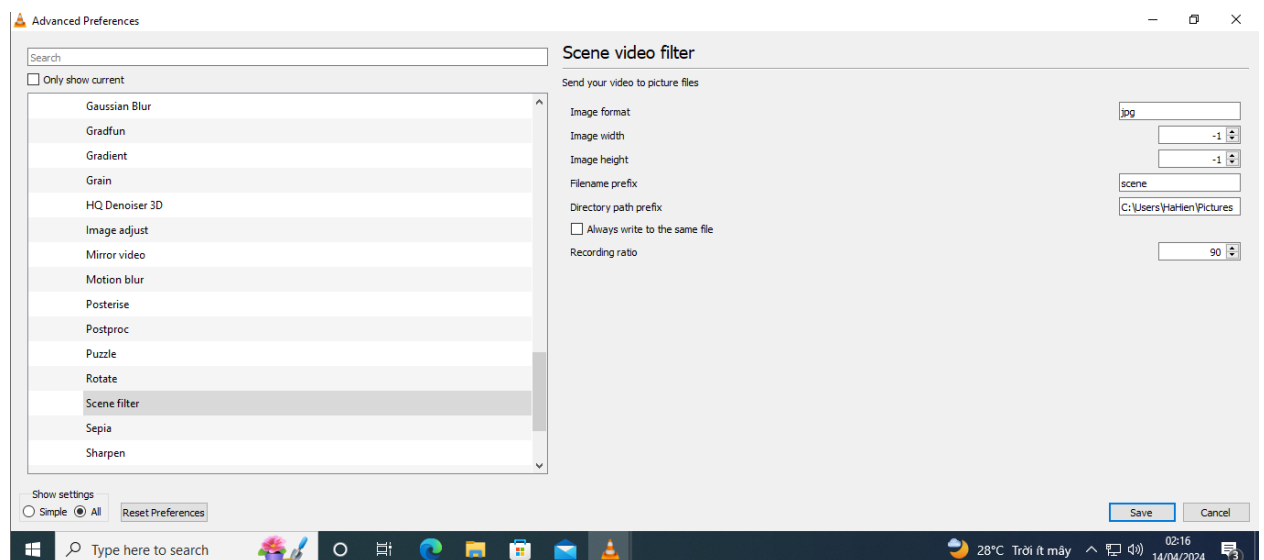 Advanced Preferences
Search
Only show current
Gaussian Blur
Gradfun
Gradient
Grain
HQ Denoiser 3D
Image adjust
Mirror video
Motion blur
Posterise
Postproc
Puzzle
Rotate
Scene filter
Sepia
Sharpen
Show settings
Simple All Reset Preferences
Scene video filter
Send your video to picture files
Image format jpg
Image width -1
Image height -1
Filename prefix scene
Directory path prefix C:\Users\HaHien\Pictures
Always write to the same file
Recording ratio 90
Save Cancel
Type here to search
28°C Trời ít mây
02:16
14/04/2024
3